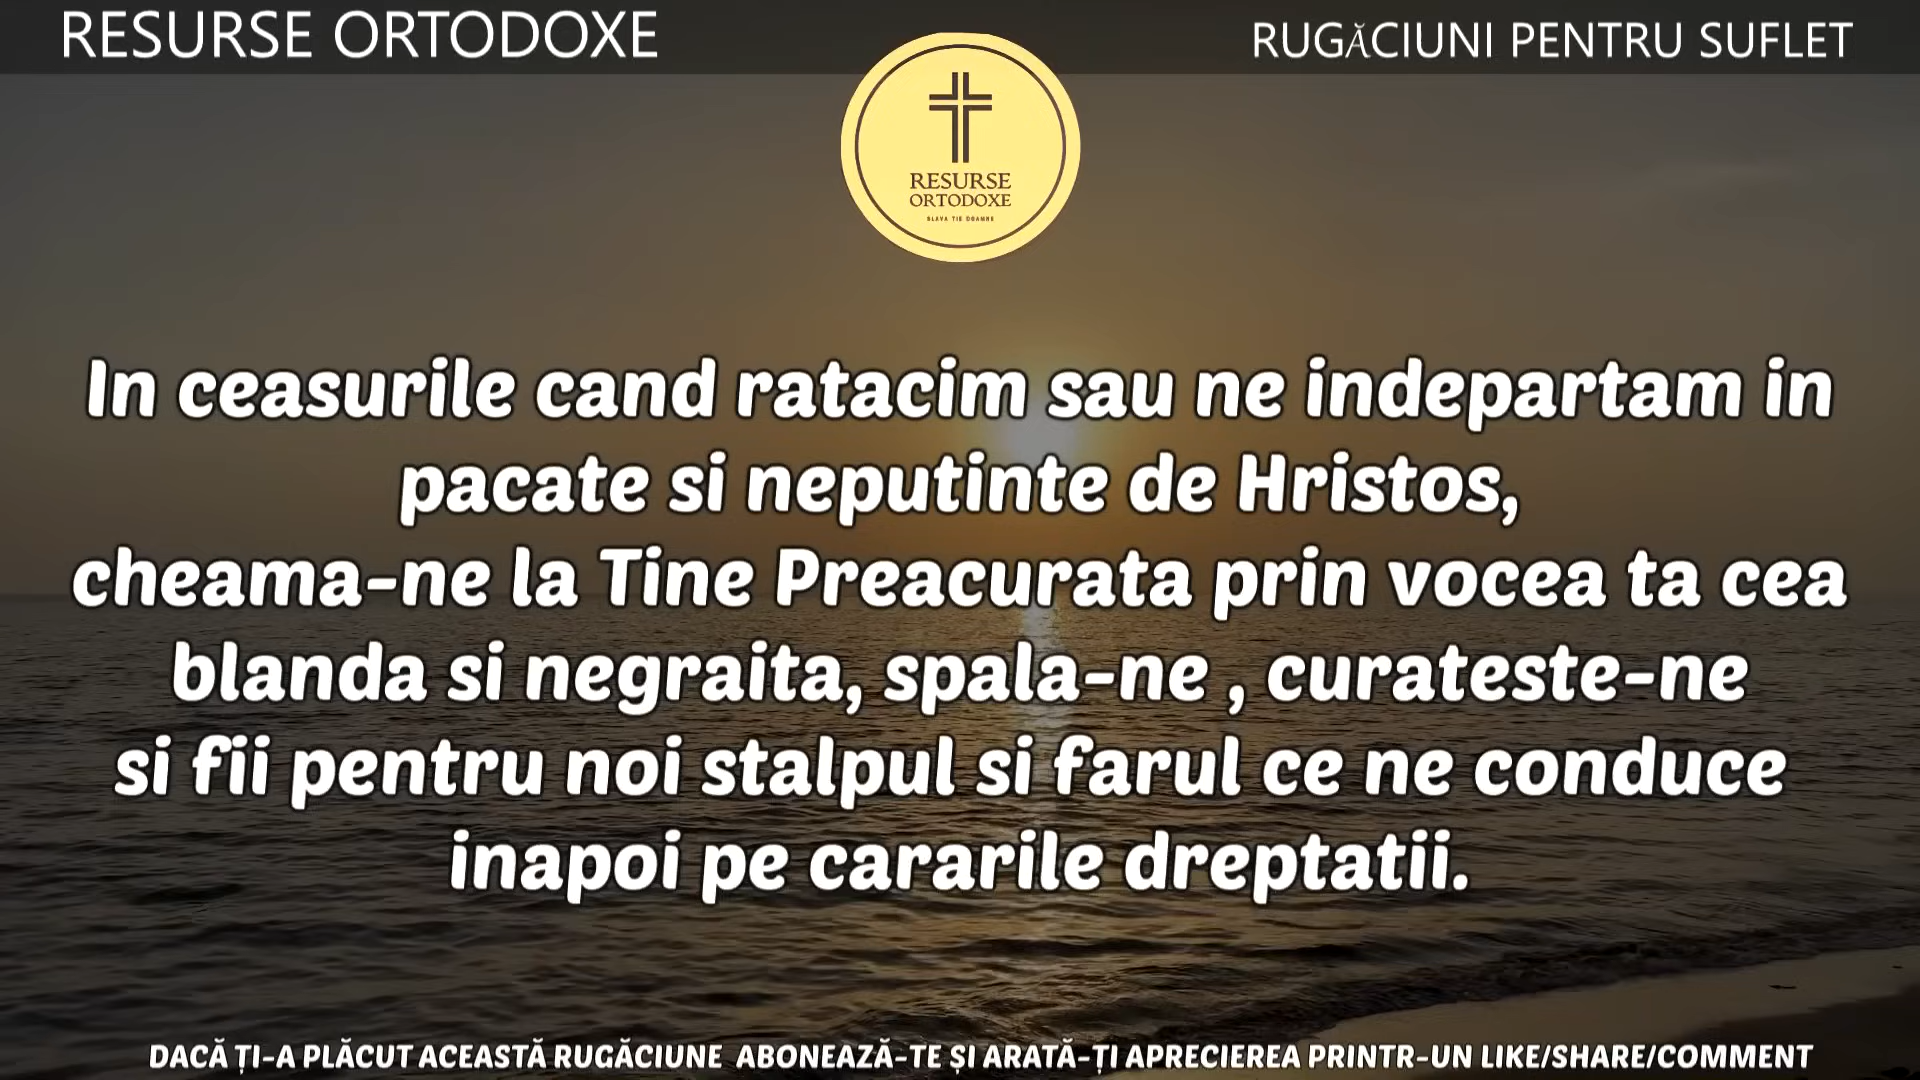 RESURSE ORTODOXE
RUGĂCIUNI PENTRU SUFLET
RESURSE
ORTODOXE
SLAVA TIE DOAMNE
In ceasurile cand ratacim sau ne indepartam in
pacate si neputinte de Hristos,
cheama-ne la Tine Preacurata prin vocea ta cea
blanda si negraita, spala-ne , curateste-ne
si fii pentru noi stalpul si farul ce ne conduce
inapoi pe cararile dreptatii.
DACĂ ȚI-A PLĂCUT ACEASTĂ RUGĂCIUNE ABONEAZĂ-TE ȘI ARATĂ-ȚI APRECIEREA PRINTR-UN LIKE/SHARE/COMMENT